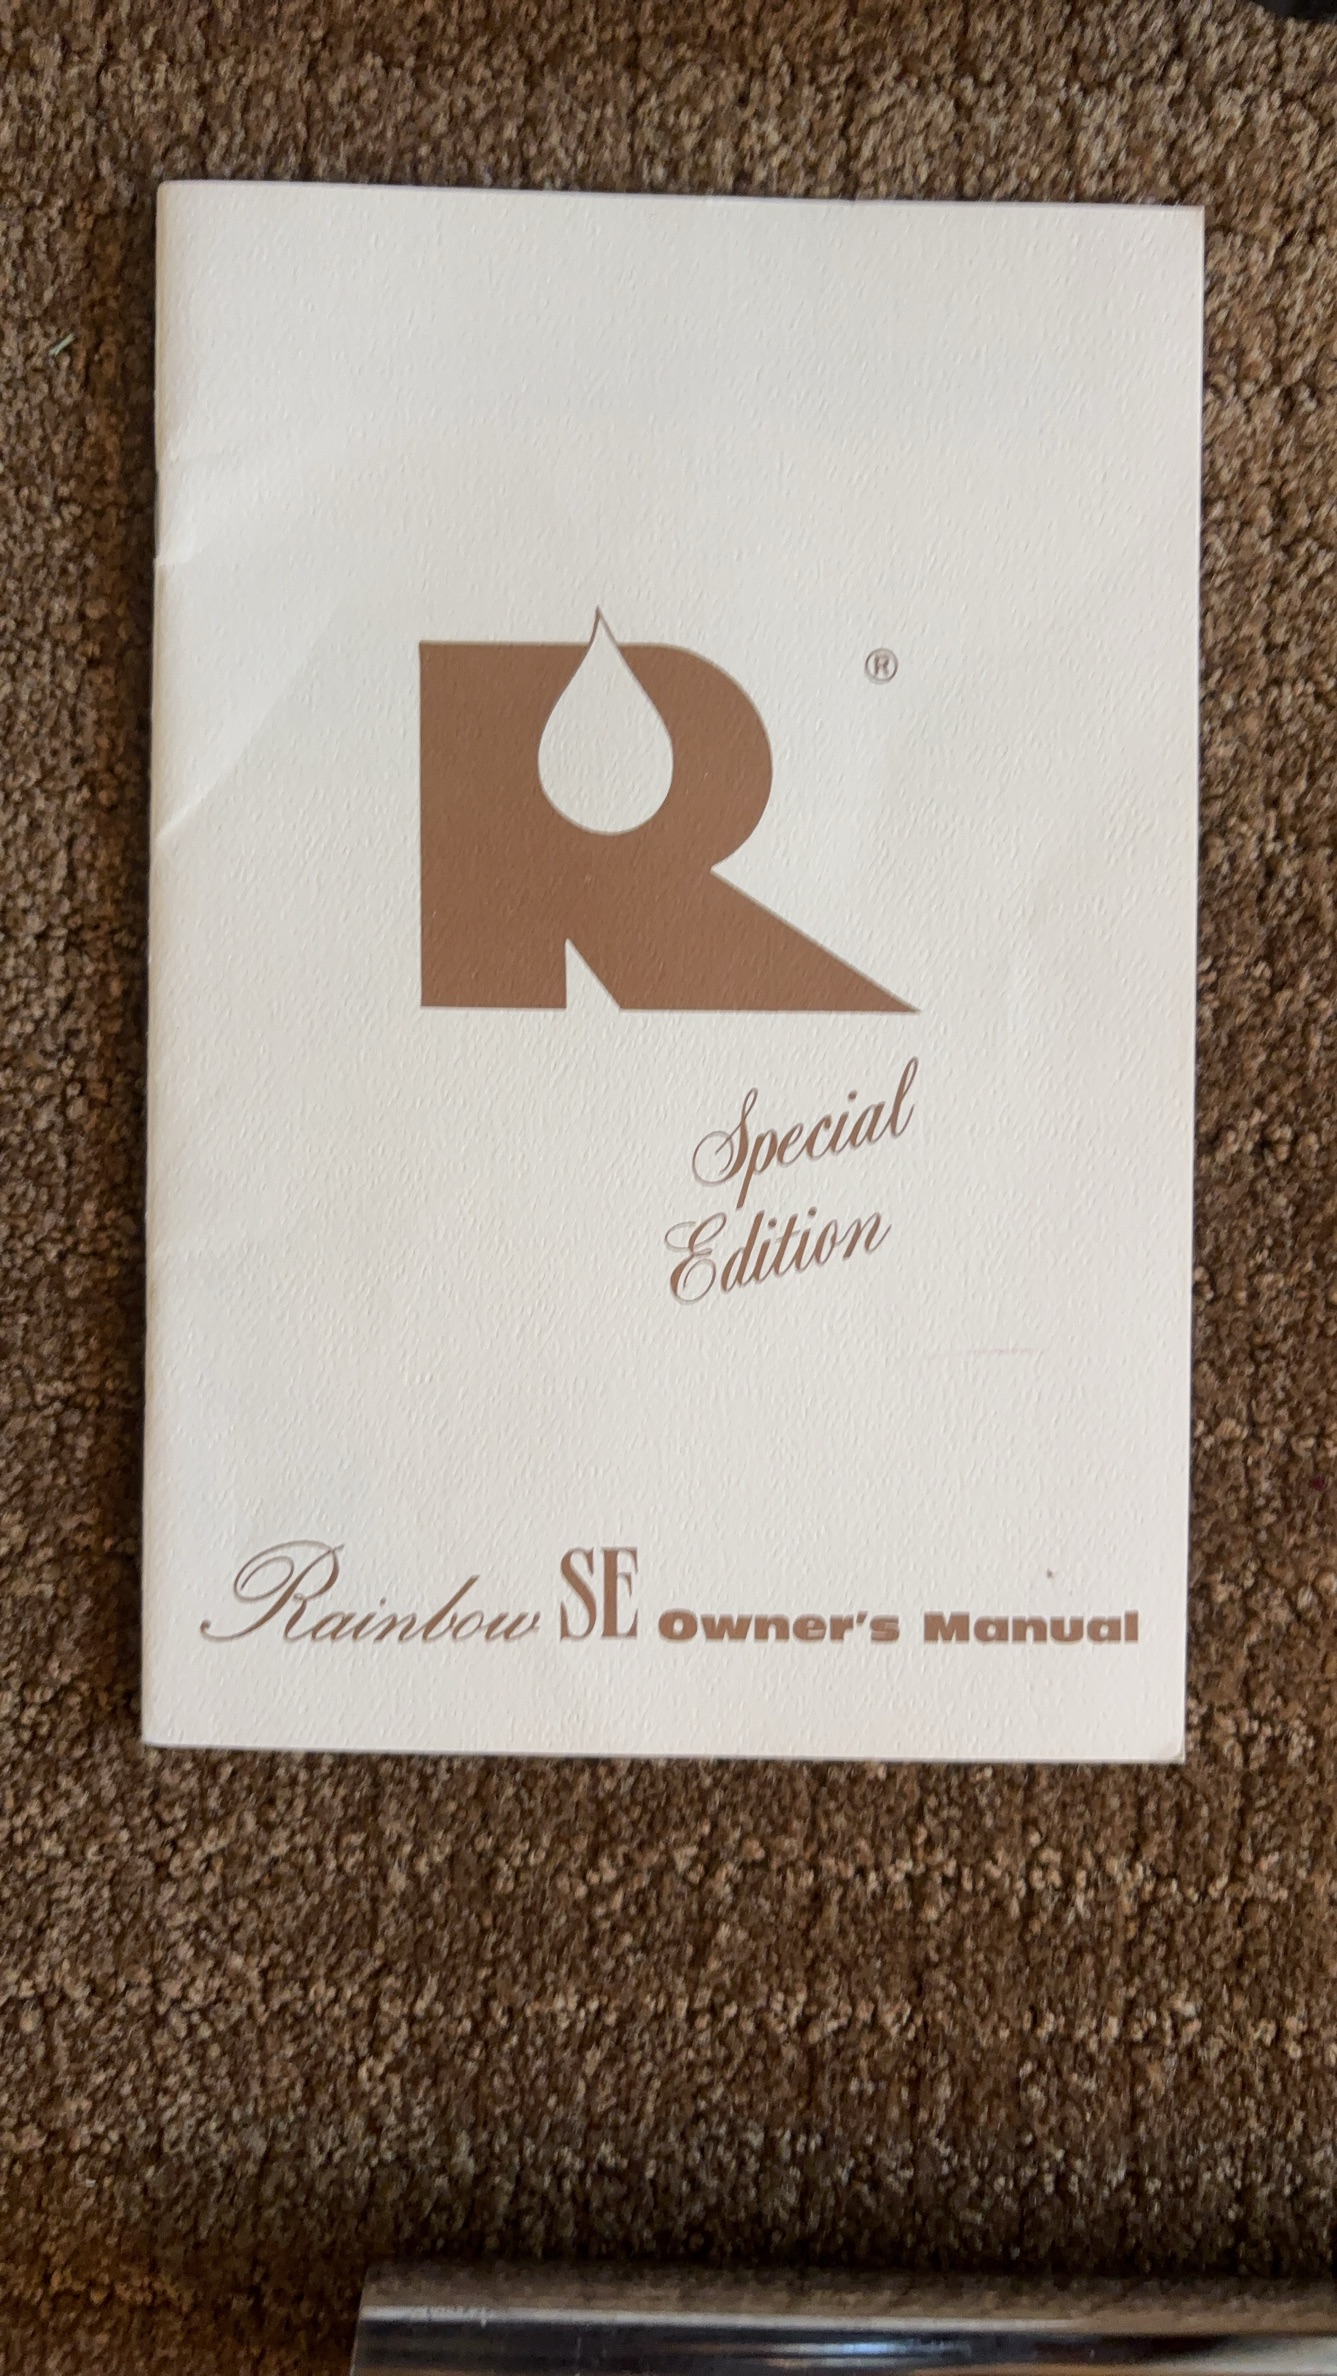 R ®
Special
Edition
Rainbow SE Owner's Manual